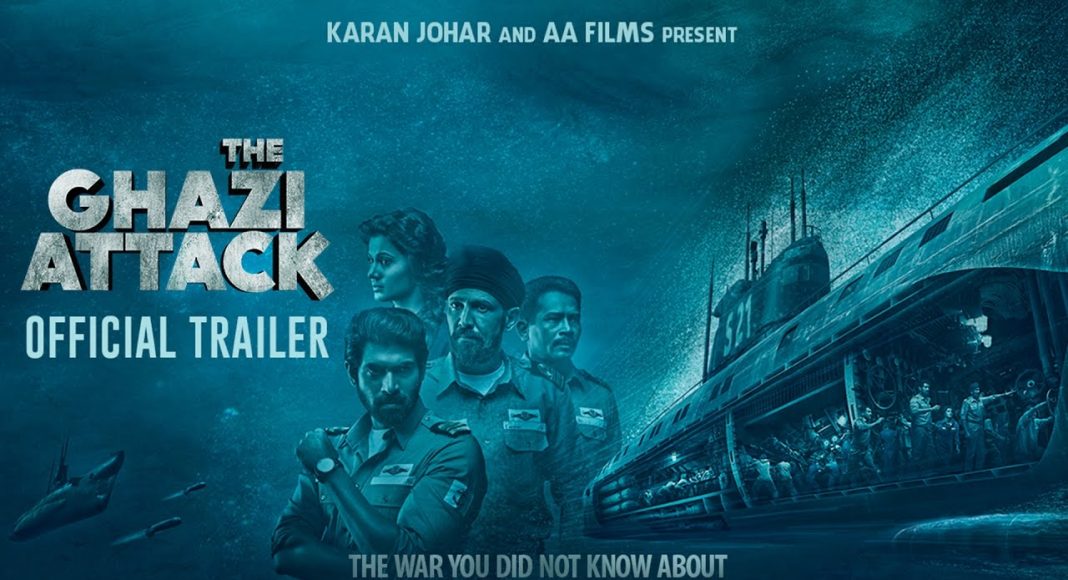 KARAN JOHAR AND AA FILMS PRESENT
THE
GHAZI
ATTACK
OFFICIAL TRAILER
S21
THE WAR YOU DID NOT KNOW ABOUT